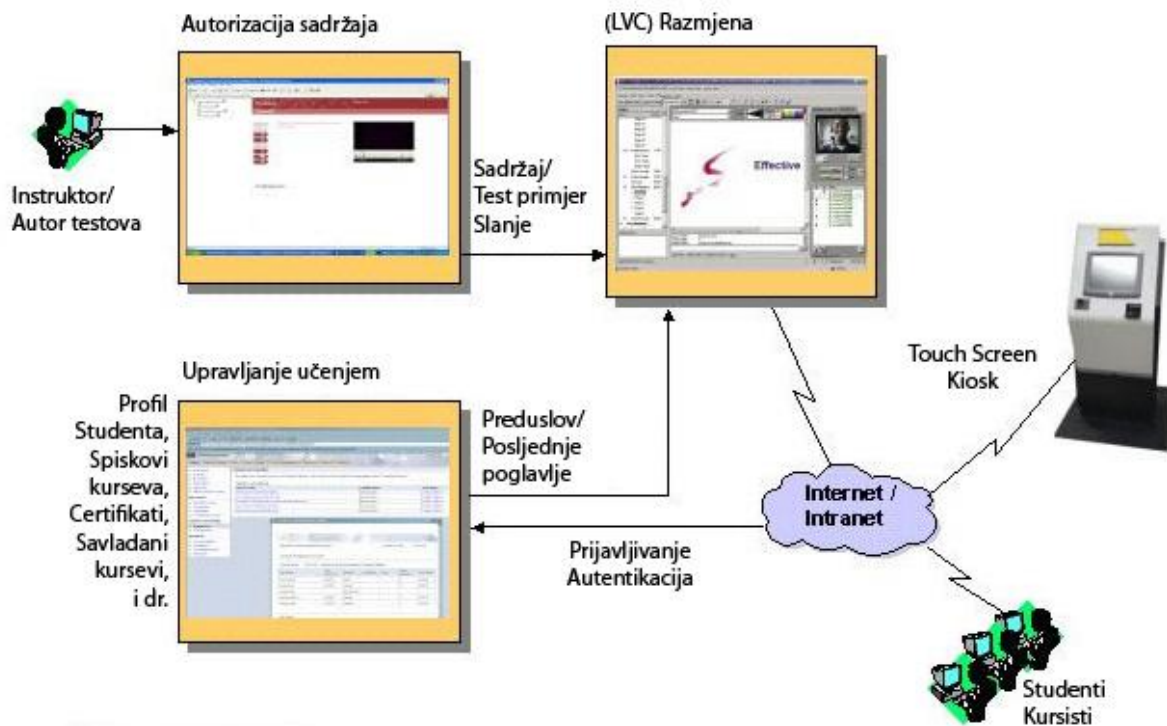 Autorizacija sadržaja
(LVC) Razmjena
Instruktor/
Autor testova
Sadržaj/
Test primjer
Slanje
Effective
Touch Screen
Kiosk
Upravljanje učenjem
Profil
Studenta,
Spiskovi
kurseva,
Certifikati,
Savladani
kursevi,
i dr.
Preduslov/
Posljednje
poglavlje
Internet /
Intranet
Prijavljivanje
Autentikacija
Studenti
Kursisti